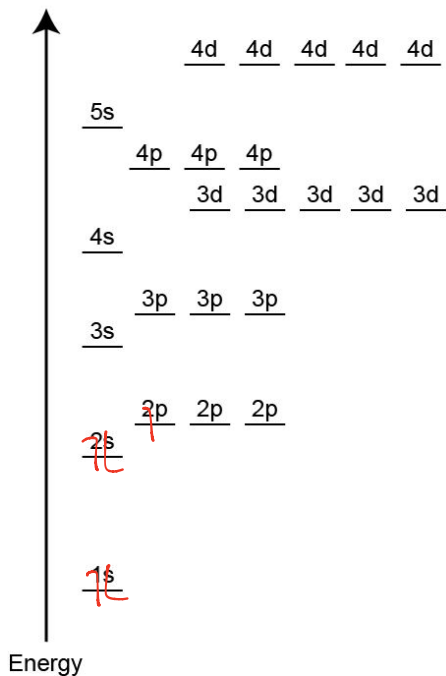 4d 4d 4d 4d 4d
5s
4p 4p 4p
3d 3d 3d 3d 3d
4s
3p 3p 3p
3s
2p 2p 2p
2s
1s
Energy